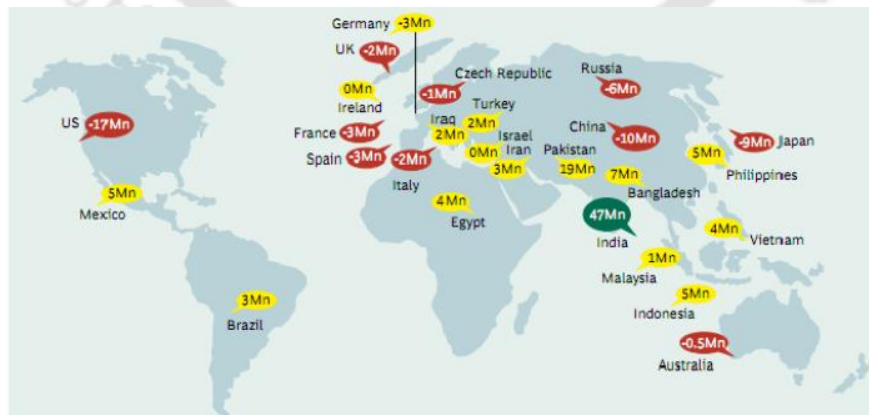 Germany -3Mn
UK -2Mn
Czech Republic
-1Mn
Russia
-6Mn
0Mn
Ireland
Turkey
2Mn
Iraq
2Mn
US -17Mn
France -3Mn
Israel
0Mn
Iran
3Mn
China
-10Mn
-9Mn Japan
Spain -3Mn
-2Mn
Italy
Pakistan
19Mn
5Mn
Philippines
7Mn
Bangladesh
5Mn
Mexico
4Mn
Egypt
47Mn
India
4Mn
Vietnam
1Mn
Malaysia
3Mn
Brazil
5Mn
Indonesia
-0.5Mn
Australia